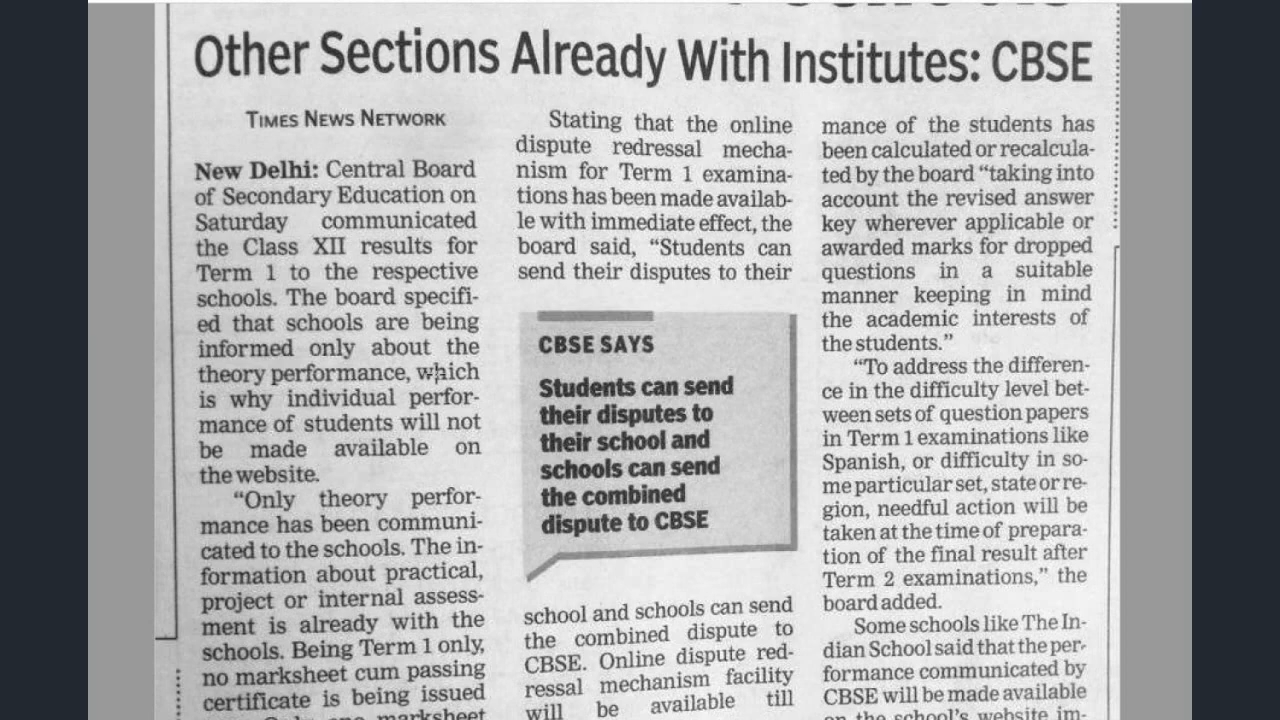 Other Sections Already With Institutes: CBSE
TIMES NEWS NETWORK
New Delhi: Central Board
of Secondary Education on
Saturday communicated
the Class XII results for
Term 1 to the respective
schools. The board specifi-
ed that schools are being
informed only about the
theory performance, which
is why individual perfor-
mance of students will not
be made available on
the website.
“Only theory perfor-
mance has been communi-
cated to the schools. The in-
formation about practical,
project or internal assess-
ment is already with the
schools. Being Term 1 only,
no marksheet cum passing
certificate is being issued
marksheet
Stating that the online
dispute redressal mecha-
nism for Term 1 examina-
tions has been made availab-
le with immediate effect, the
board said, “Students can
send their disputes to their
CBSE SAYS
Students can send
their disputes to
their school and
schools can send
the combined
dispute to CBSE
school and schools can send
the combined dispute to
CBSE. Online dispute red-
ressal mechanism facility
will be available till
mance of the students has
been calculated or recalcula-
ted by the board “taking into
account the revised answer
key wherever applicable or
awarded marks for dropped
questions in a suitable
manner keeping in mind
the academic interests of
the students.”
“To address the differen-
ce in the difficulty level bet-
ween sets of question papers
in Term 1 examinations like
Spanish, or difficulty in so-
me particular set, state or re-
gion, needful action will be
taken at the time of prepara-
tion of the final result after
Term 2 examinations,” the
board added.
Some schools like The In-
dian School said that the per-
formance communicated by
CBSE will be made available
on the school’s website im-